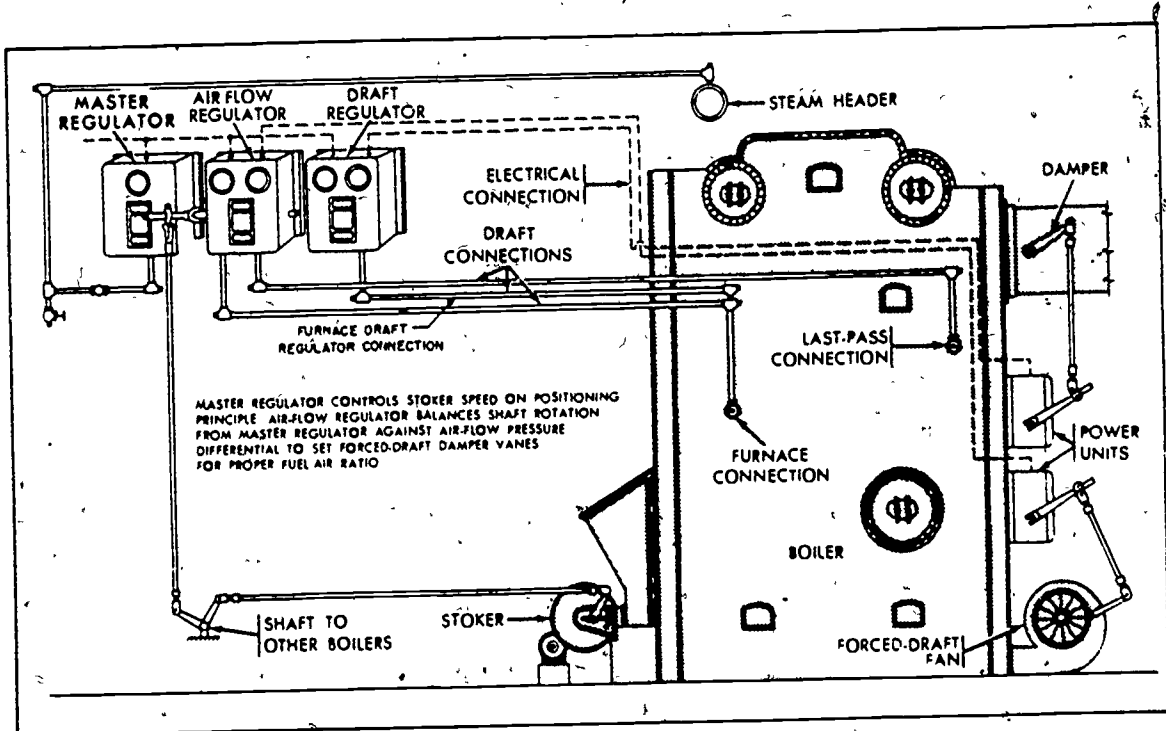 STEAM HEADER
MASTER
REGULATOR
AIR FLOW
REGULATOR
DRAFT
REGULATOR
DAMPER
ELECTRICAL
CONNECTION
DRAFT
CONNECTIONS
FURNACE DRAFT
REGULATOR CONNECTION
LAST-PASS
CONNECTION
MASTER REGULATOR CONTROLS STOKER SPEED ON POSITIONING
PRINCIPLE AIR-FLOW REGULATOR BALANCES SHAFT ROTATION
FROM MASTER REGULATOR AGAINST AIR-FLOW PRESSURE
DIFFERENTIAL TO SET FORCED-DRAFT DAMPER VANES
FOR PROPER FUEL AIR RATIO
FURNACE
CONNECTION
POWER
UNITS
BOILER
SHAFT TO
OTHER BOILERS
STOKER
FORCED-DRAFT
FAN